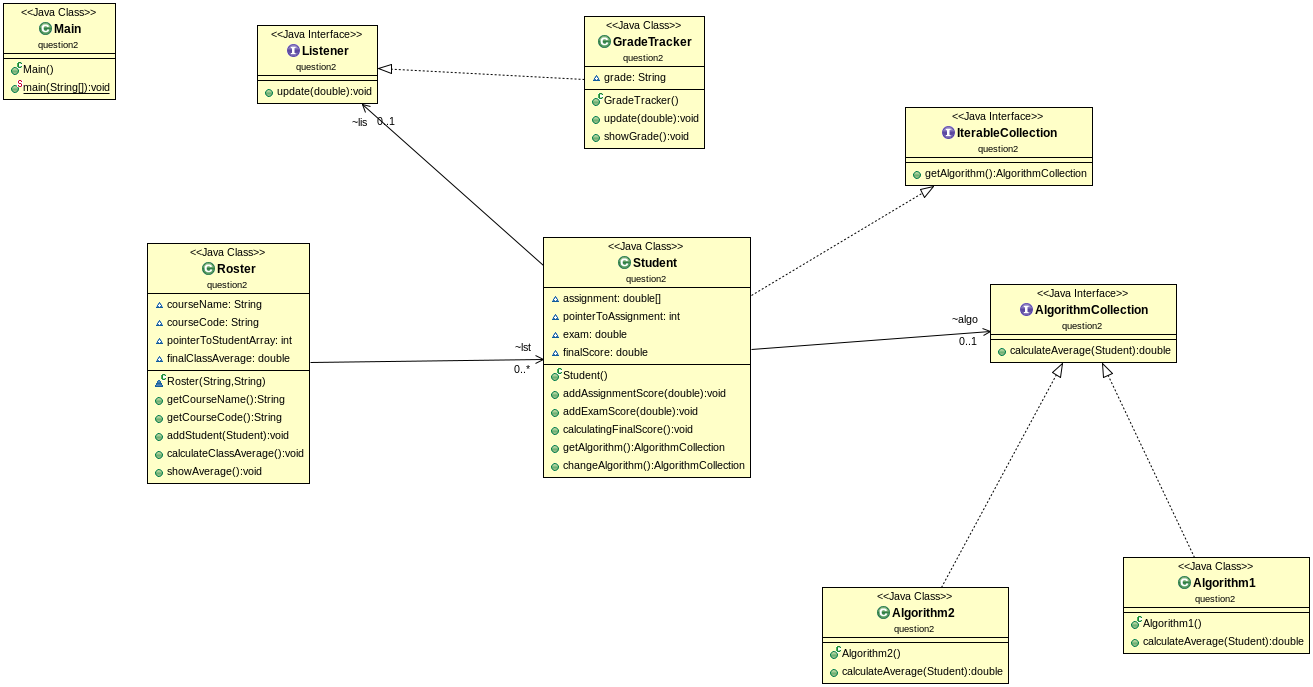 <<Java Class>>
Main
question2
Main()
main(String[]):void
<<Java Interface>>
Listener
question2
update(double):void
<<Java Class>>
GradeTracker
question2
grade: String
GradeTracker()
update(double):void
showGrade():void
<<Java Interface>>
IterableCollection
question2
getAlgorithm():AlgorithmCollection
~lis 0..1
<<Java Class>>
Roster
question2
courseName: String
courseCode: String
pointerToStudentArray: int
finalClassAverage: double
Roster(String,String)
getCourseName():String
getCourseCode():String
addStudent(Student):void
calculateClassAverage():void
showAverage():void
~lst
0..*
<<Java Class>>
Student
question2
assignment: double[]
pointerToAssignment: int
exam: double
finalScore: double
Student()
addAssignmentScore(double):void
addExamScore(double):void
calculatingFinalScore():void
getAlgorithm():AlgorithmCollection
changeAlgorithm():AlgorithmCollection
~algo
0..1
<<Java Interface>>
AlgorithmCollection
question2
calculateAverage(Student):double
<<Java Class>>
Algorithm2
question2
Algorithm2()
calculateAverage(Student):double
<<Java Class>>
Algorithm1
question2
Algorithm1()
calculateAverage(Student):double